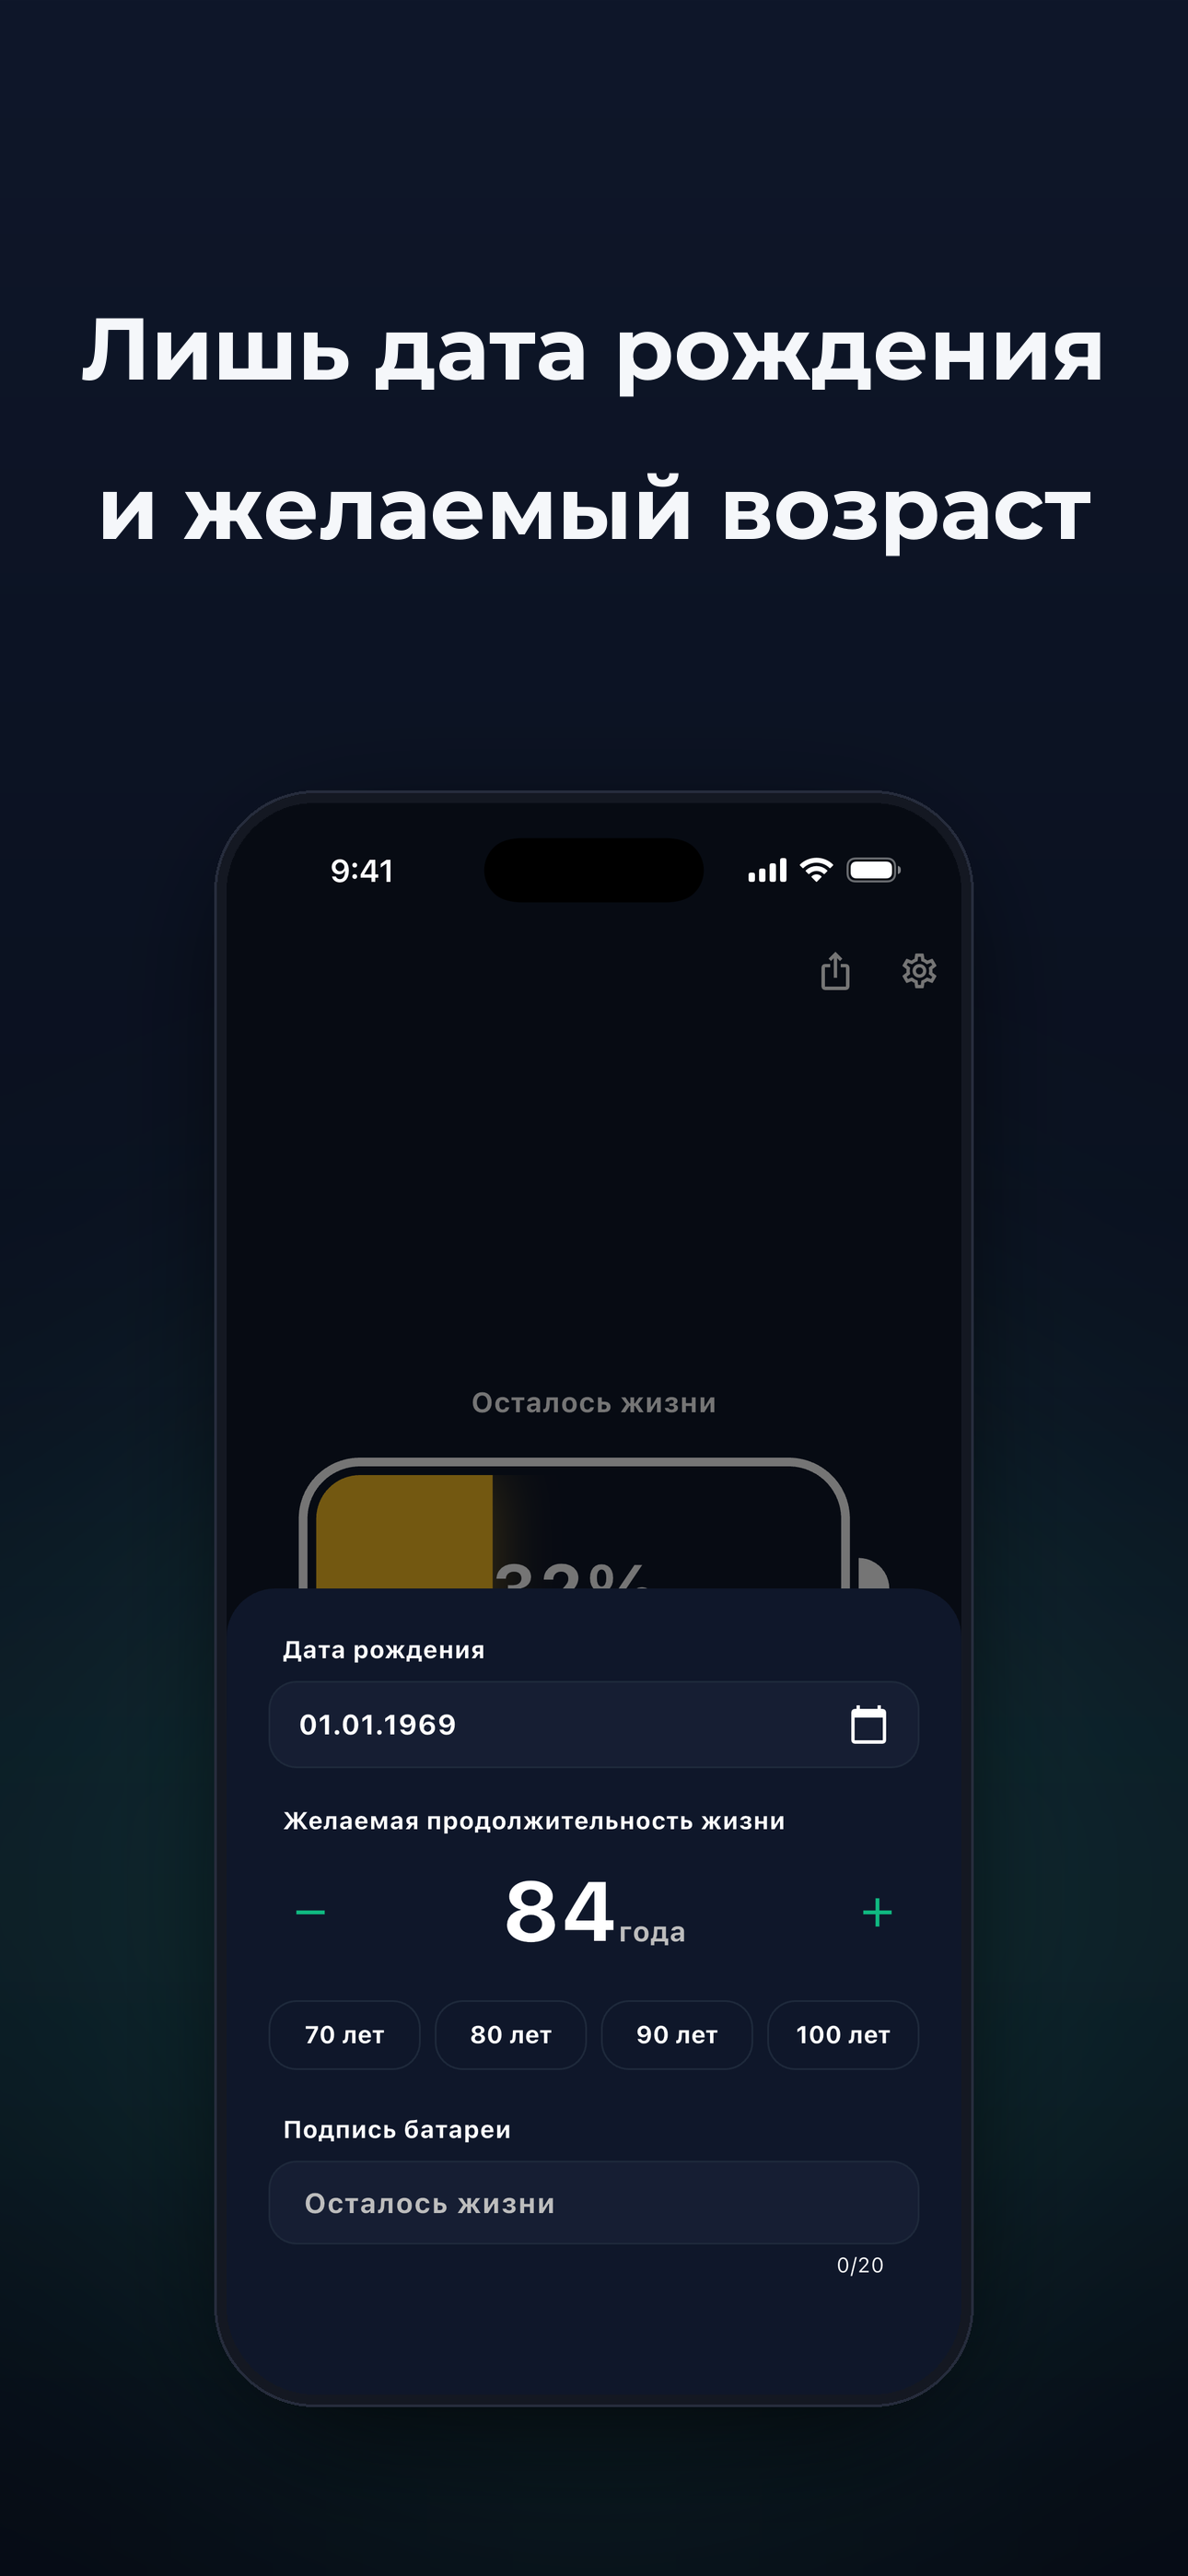 Лишь дата рождения
и желаемый возраст
9:41
Осталось жизни
32%
Дата рождения
01.01.1969
Желаемая продолжительность жизни
84 года
70 лет 80 лет 90 лет 100 лет
Подпись батареи
Осталось жизни
0/20